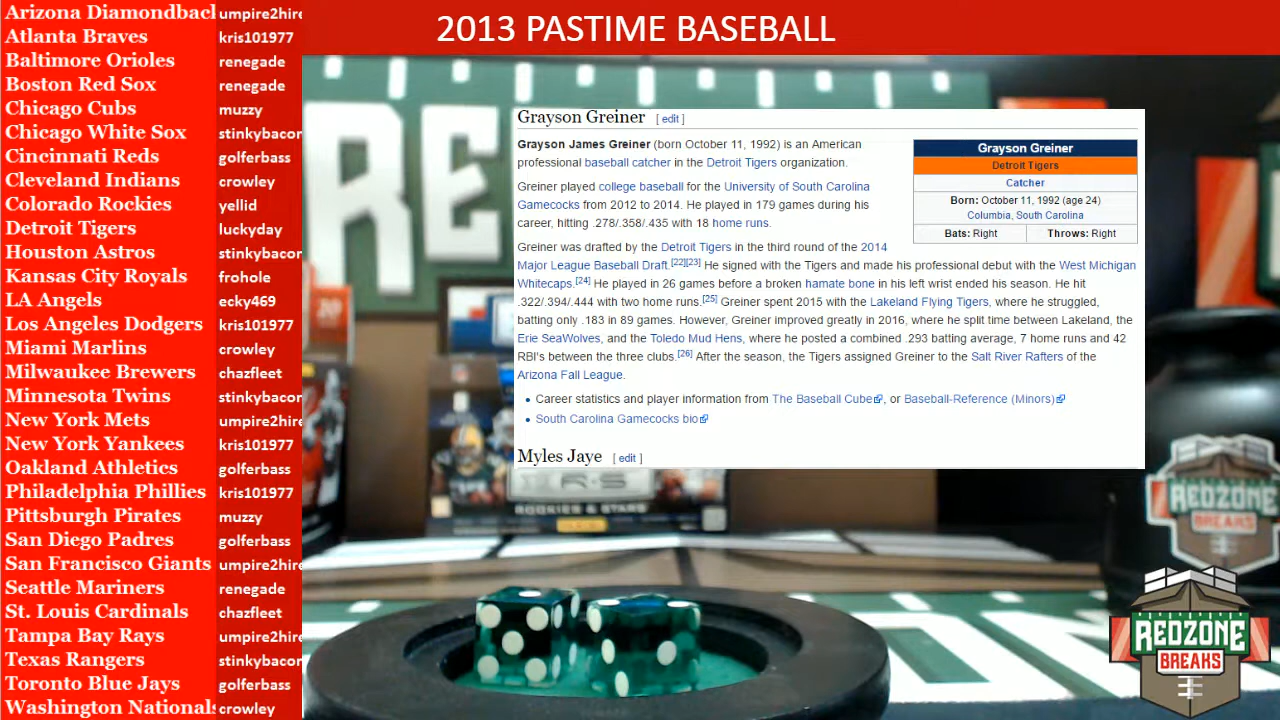 2013 PASTIME BASEBALL
Arizona Diamondback umpire2hire
Atlanta Braves kris101977
Baltimore Orioles renegade
Boston Red Sox renegade
Chicago Cubs muzzy
Chicago White Sox stinkybacon
Cincinnati Reds golferbass
Cleveland Indians crowley
Colorado Rockies yellid
Detroit Tigers luckyday
Houston Astros stinkybacon
Kansas City Royals frohole
LA Angels ecky469
Los Angeles Dodgers kris101977
Miami Marlins crowley
Milwaukee Brewers chazfleet
Minnesota Twins stinkybacon
New York Mets umpire2hire
New York Yankees kris101977
Oakland Athletics golferbass
Philadelphia Phillies kris101977
Pittsburgh Pirates muzzy
San Diego Padres golferbass
San Francisco Giants umpire2hire
Seattle Mariners renegade
St. Louis Cardinals chazfleet
Tampa Bay Rays umpire2hire
Texas Rangers stinkybacon
Toronto Blue Jays golferbass
Washington Nationals crowley
RE
Grayson Greiner [ edit ]
Grayson James Greiner (born October 11, 1992) is an American
professional baseball catcher in the Detroit Tigers organization.
Greiner played college baseball for the University of South Carolina
Gamecocks from 2012 to 2014. He played in 179 games during his
career, hitting .278/.358/.435 with 18 home runs.
Greiner was drafted by the Detroit Tigers in the third round of the 2014
Major League Baseball Draft.[22][23] He signed with the Tigers and made his professional debut with the West Michigan
Whitecaps.[24] He played in 26 games before a broken hamate bone in his left wrist ended his season. He hit
.322/.394/.444 with two home runs.[25] Greiner spent 2015 with the Lakeland Flying Tigers, where he struggled,
batting only .183 in 89 games. However, Greiner improved greatly in 2016, where he split time between Lakeland, the
Erie SeaWolves, and the Toledo Mud Hens, where he posted a combined .293 batting average, 7 home runs and 42
RBI's between the three clubs.[26] After the season, the Tigers assigned Greiner to the Salt River Rafters of the
Arizona Fall League.
• Career statistics and player information from The Baseball Cube, or Baseball-Reference (Minors)
• South Carolina Gamecocks bio
Myles Jaye [ edit ]
Grayson Greiner
Detroit Tigers
Catcher
Born: October 11, 1992 (age 24)
Columbia, South Carolina
Bats: Right Throws: Right
R·S
ROOKIES & STARS
REDZONE
BREAKS
REDZONE
BREAKS